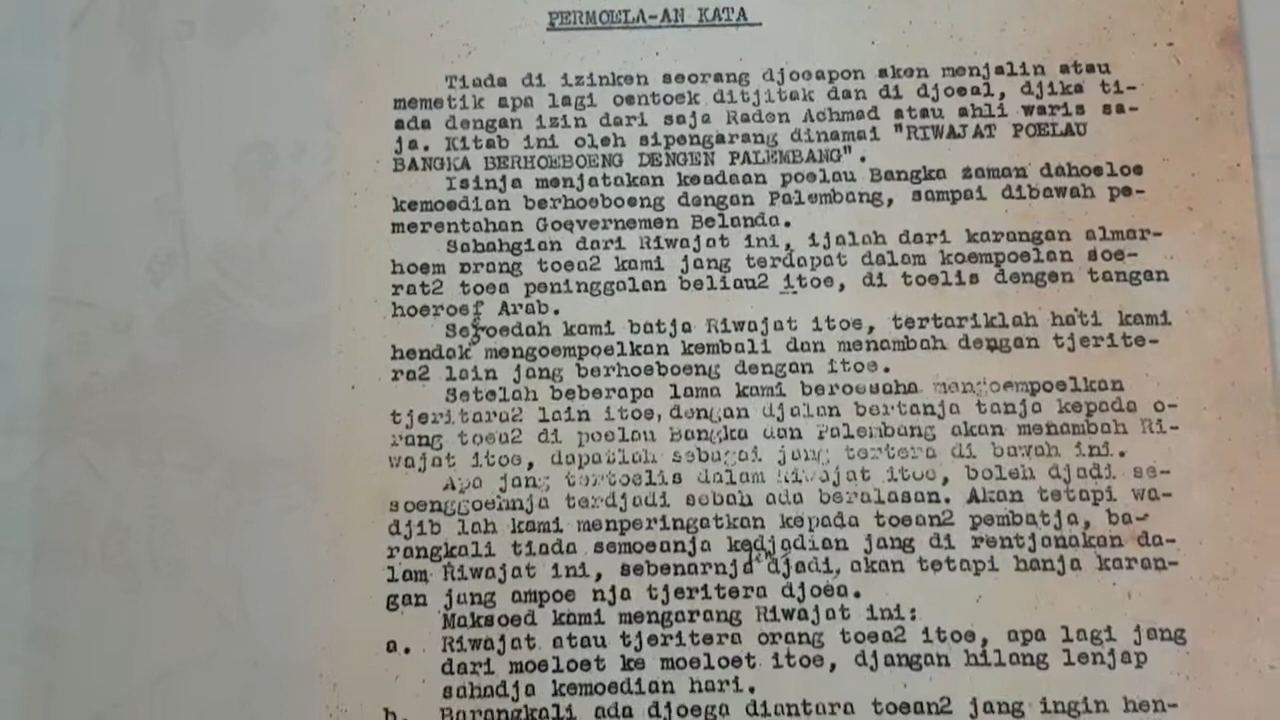 PERMOELA-AN KATA
Tiada di izinken seorang djoeapon aken menjalin atau
memetik apa lagi oentoek ditjitak dan di djoeal, djika ti-
ada dengan izin dari saja Raden Achmad atau ahli waris sa-
ja. Kitab ini oleh sipengarang dinamai "RIWAJAT POELAU
BANGKA BERHOEBOENG DENGEN PALEMBANG".
Isinja menjatakan keadaan poelau Bangka zaman dahoeloe
kemoedian berhoeboeng dengan Palembang, sampai dibawah pe-
merentahan Goevernemen Belanda.
Sabahgian dari Riwajat ini, ijalah dari karangan almar-
hoem orang toea2 kami jang terdapat dalam koempoelan soe-
rat2 toea peninggalan beliau2 itoe, di toelis dengen tangan
hoeroef Arab.
Sesoedah kami batja Riwajat itoe, tertariklah hati kami
hendak mengoempoelkan kembali dan menambah dengan tjerite-
ra2 lain jang berhoeboeng dengan itoe.
Setelah beberapa lama kami beroesaha mengoempoelkan
tjeritara2 lain itoe, dengan djalan bertanja tanja kepada o-
rang toea2 di poelau Bangka dan Palembang akan menambah Ri-
wajat itoe, dapatlah sebagai jang tertera di bawah ini.
Apa jang tertoelis dalam Riwajat itoe, boleh djadi se-
soenggoehnja terdjadi sebab ada beralasan. Akan tetapi wa-
djib lah kami menperingatkan kepada toean2 pembatja, ba-
rangkali tiada semoeanja kedjadian jang di rentjanakan da-
lam Riwajat ini, sebenarnja djadi, akan tetapi hanja karan-
gan jang ampoe nja tjeritera djoea.
Maksoed kami mengarang Riwajat ini:
a. Riwajat atau tjeritera orang toea2 itoe, apa lagi jang
dari moeloet ke moeloet itoe, djangan hilang lenjap
sahadja kemoedian hari.
b. Barangkali ada djoega diantara toean2 jang ingin hen-